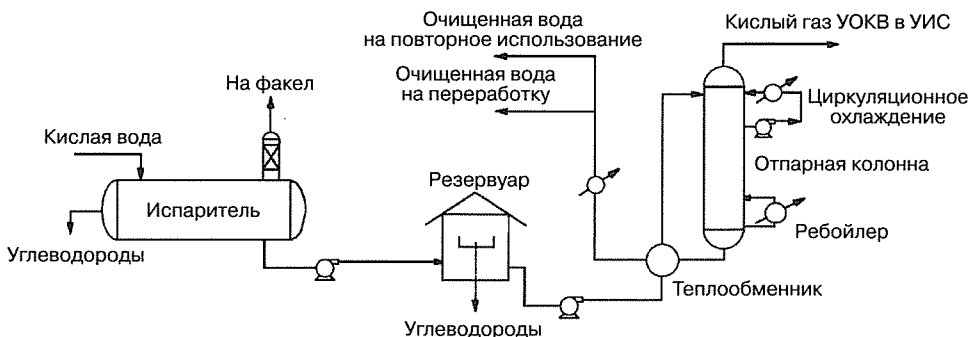 Очищенная вода
на повторное использование
Кислый газ УОКВ в УИС
Очищенная вода
на переработку
На факел
Циркуляционное
охлаждение
Кислая вода
Отпарная колонна
Резервуар
Испаритель
Ребойлер
Углеводороды
Теплообменник
Углеводороды